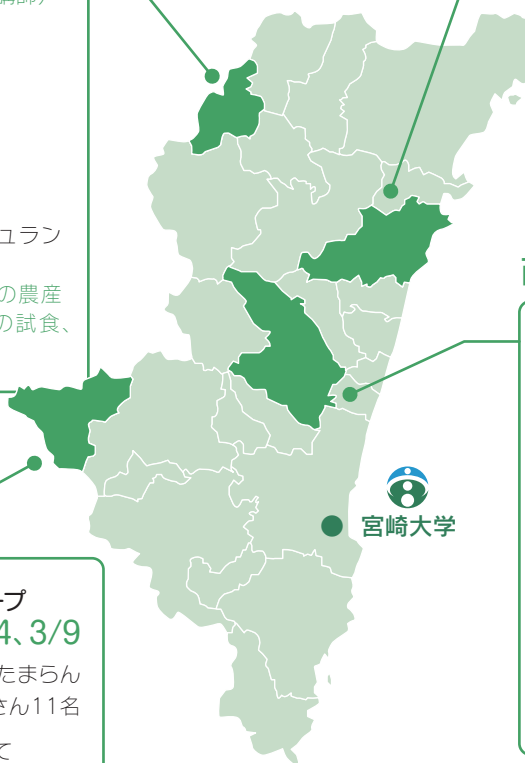 ュラン
の農産
の試食、
宮崎大学
ープ
4、3/9
たまらん
さん11名
て